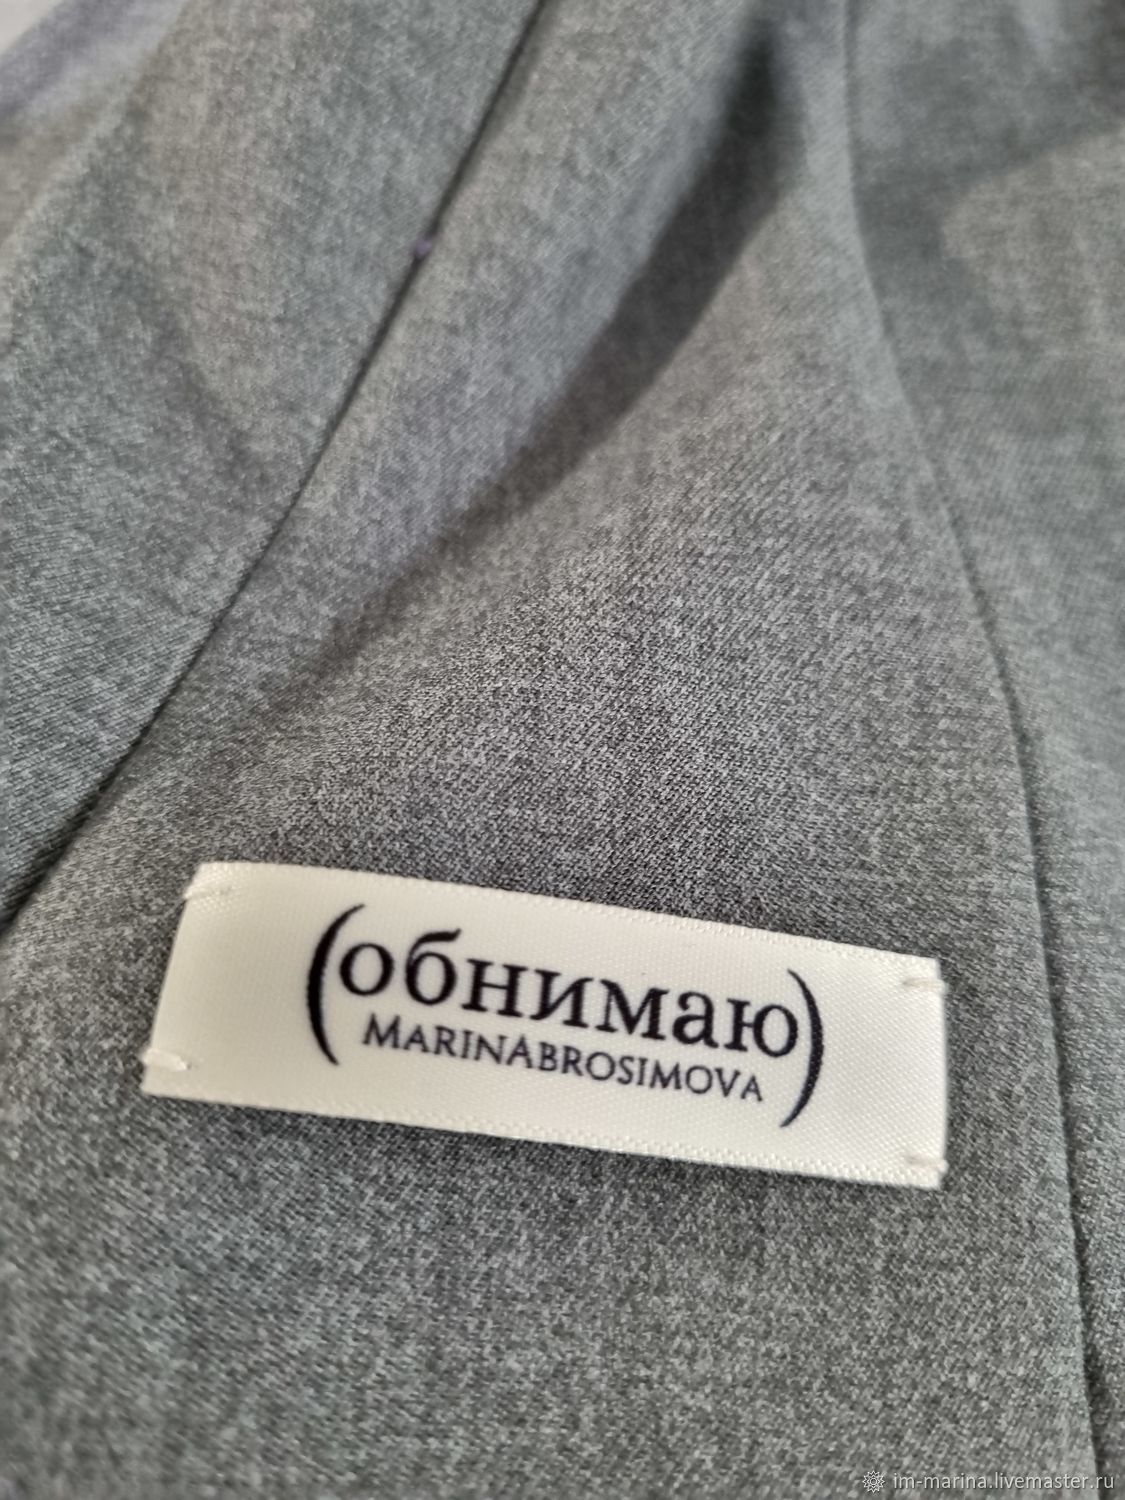 (обнимаю)
MARINABROSIMOVA
im-marina.livemaster.ru